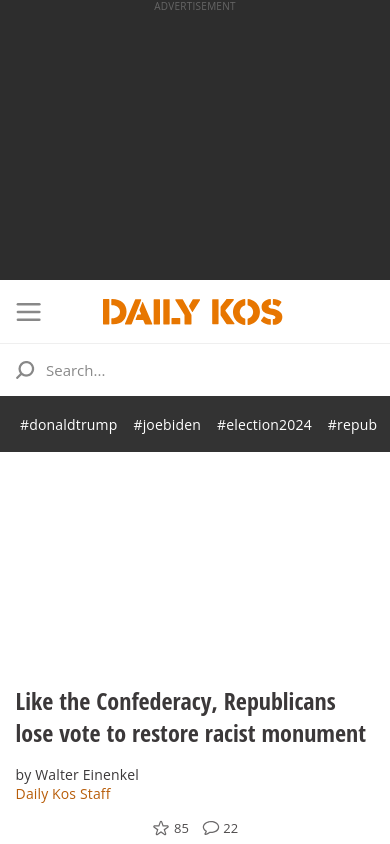 ADVERTISEMENT
DAILY KOS
Search...
#donaldtrump #joebiden #election2024 #repub
Like the Confederacy, Republicans
lose vote to restore racist monument
by Walter Einenkel
Daily Kos Staff
85 22